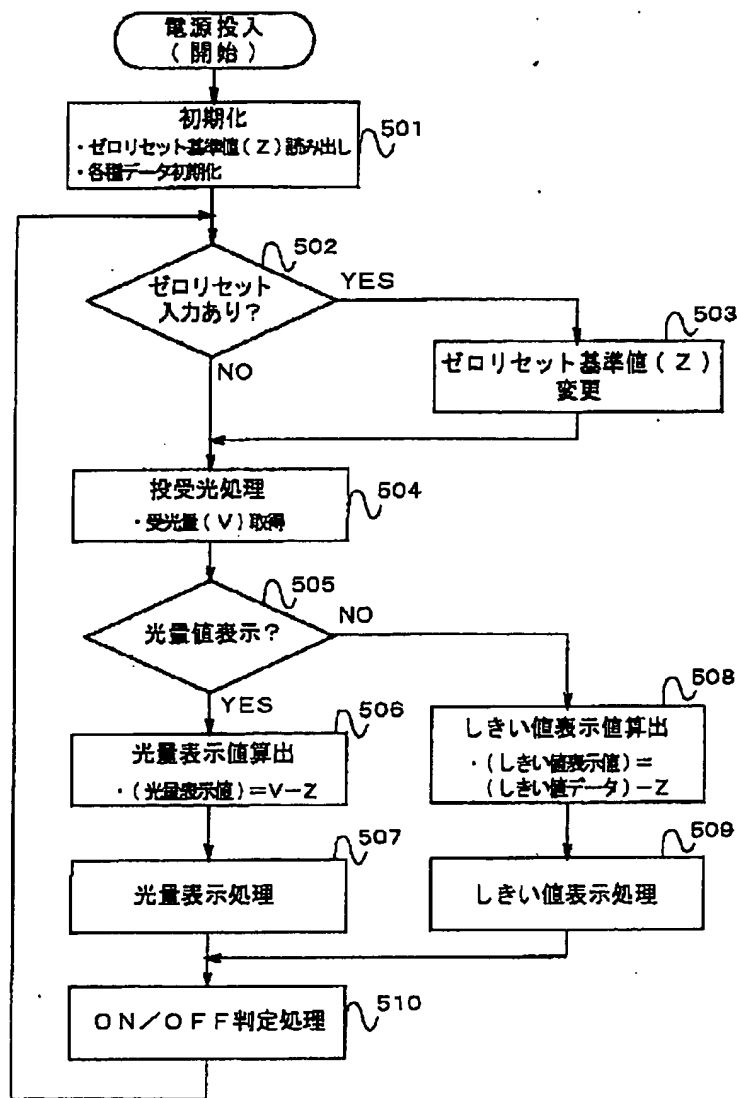 電源投入
(開始)
初期化
・ゼロリセット基準値(Z)読み出し
・各種データ初期化
501
502
ゼロリセット
入力あり?
YES
NO
503
ゼロリセット基準値(Z)
変更
投受光処理
・受光量(V)取得
504
505
光量値表示?
NO
YES
506
光量表示値算出
・(光量表示値)=V-Z
508
しきい値表示値算出
・(しきい値表示値)=
(しきい値データ)-Z
507
光量表示処理
509
しきい値表示処理
ON/OFF判定処理
510